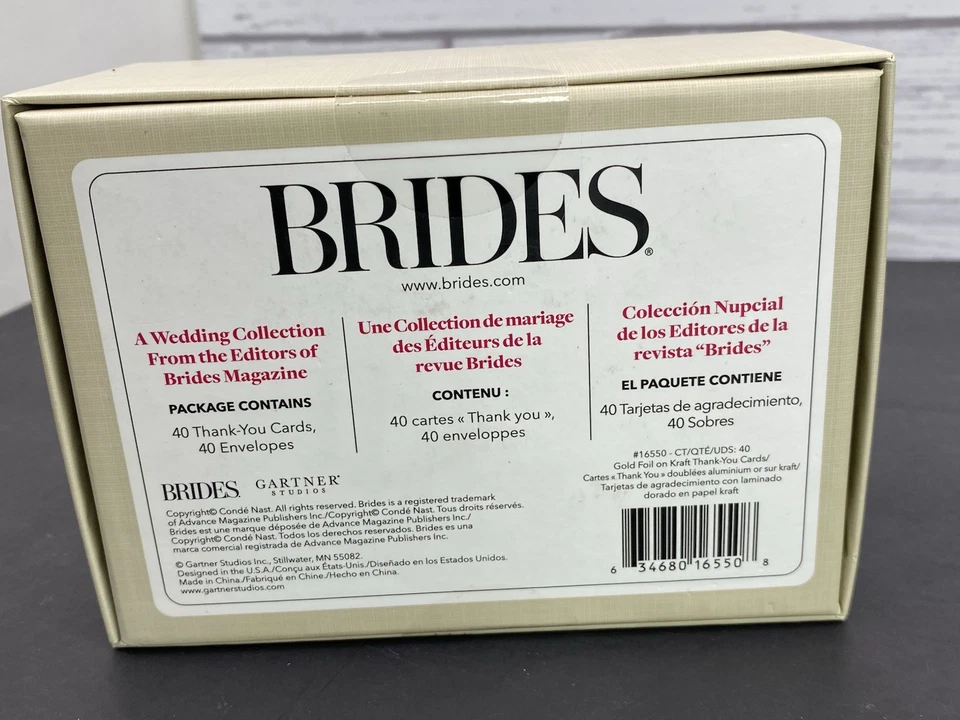 BRIDES®
www.brides.com
A Wedding Collection
From the Editors of
Brides Magazine
PACKAGE CONTAINS
40 Thank-You Cards,
40 Envelopes
Une Collection de mariage
des Éditeurs de la
revue Brides
CONTENU :
40 cartes « Thank you »,
40 enveloppes
Colección Nupcial
de los Editores de la
revista “Brides”
EL PAQUETE CONTIENE
40 Tarjetas de agradecimiento,
40 Sobres
BRIDES.
GARTNER®
STUDIOS
Copyright© Condé Nast. All rights reserved. Brides is a registered trademark
of Advance Magazine Publishers Inc./Copyright© Condé Nast. Tous droits réservés.
Brides est une marque déposée de Advance Magazine Publishers Inc./
Copyright© Condé Nast. Todos los derechos reservados. Brides es una
marca comercial registrada de Advance Magazine Publishers Inc.
© Gartner Studios Inc., Stillwater, MN 55082.
Designed in the U.S.A./Conçu aux États-Unis./Diseñado en los Estados Unidos.
Made in China./Fabriqué en Chine./Hecho en China.
www.gartnerstudios.com
#16550 - CT/QTÉ/UDS: 40
Gold Foil on Kraft Thank-You Cards/
Cartes « Thank You » doublées aluminium or sur kraft/
Tarjetas de agradecimiento con laminado
dorado en papel kraft
6 34680 16550 8